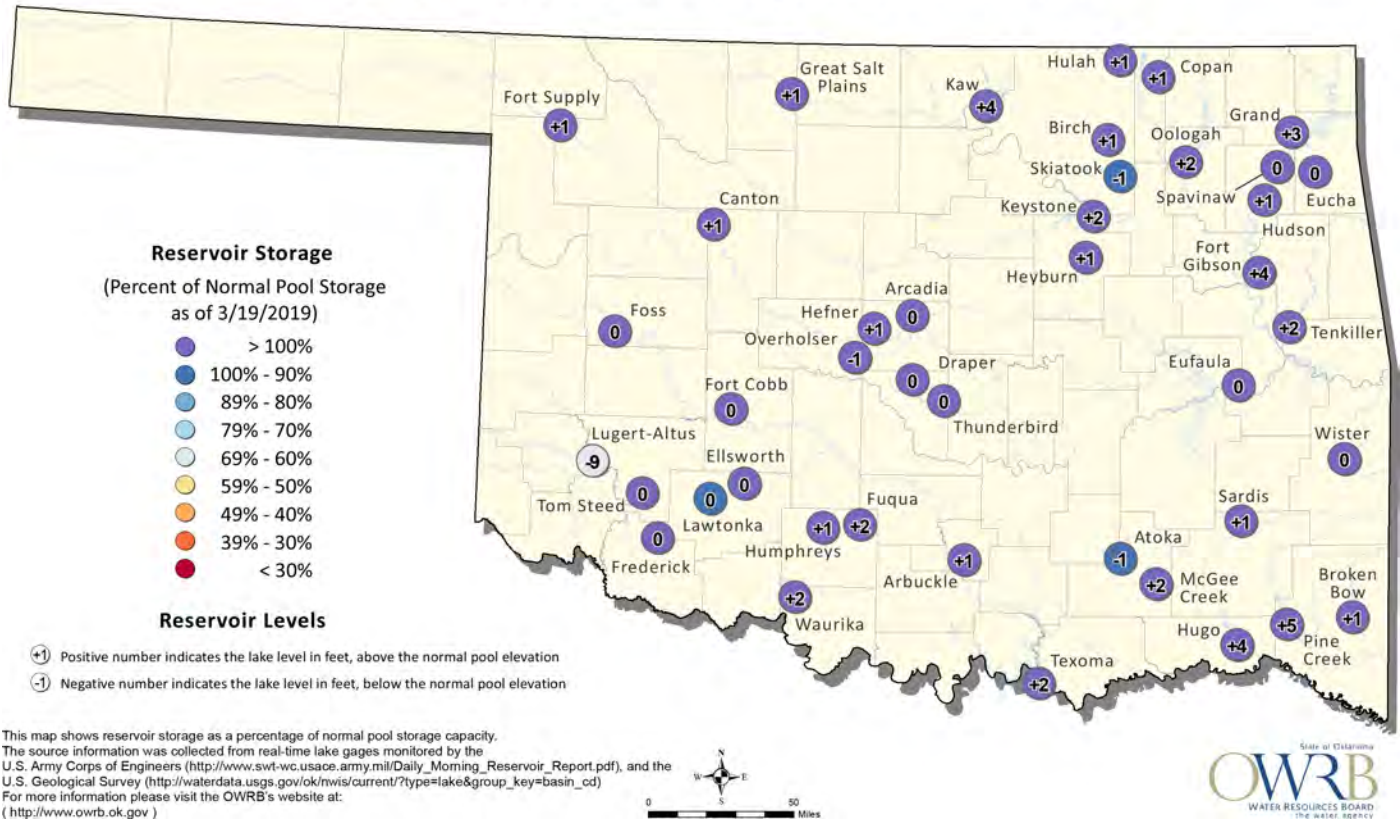 Hulah
+1
Copan
+1
Great Salt
Plains
+1
Kaw
+4
Fort Supply
+1
Grand
+3
Birch
+1
Oologah
+2
Skiatook
-1
0
0
Spavinaw
+1
Eucha
Canton
+1
Keystone
+2
Hudson
Fort
Gibson
+4
Heyburn
+1
Reservoir Storage
(Percent of Normal Pool Storage
as of 3/19/2019)
> 100%
100% - 90%
89% - 80%
79% - 70%
69% - 60%
59% - 50%
49% - 40%
39% - 30%
< 30%
Foss
0
Arcadia
0
Hefner
+1
Overholser
-1
+2
Tenkiller
Draper
0
Eufaula
0
Fort Cobb
0
0
Thunderbird
Lugert-Altus
-9
Wister
0
Ellsworth
0
Tom Steed
0
0
Lawtonka
Fuqua
+2
Sardis
+1
+1
Humphreys
0
Frederick
Atoka
-1
+1
Arbuckle
+2
McGee
Creek
Broken
Bow
+1
+2
Waurika
Hugo
+4
+5
Pine
Creek
Texoma
+2
Reservoir Levels
+1 Positive number indicates the lake level in feet, above the normal pool elevation
-1 Negative number indicates the lake level in feet, below the normal pool elevation
This map shows reservoir storage as a percentage of normal pool storage capacity.
The source information was collected from real-time lake gages monitored by the
U.S. Army Corps of Engineers (http://www.swt-wc.usace.army.mil/Daily_Morning_Reservoir_Report.pdf), and the
U.S. Geological Survey (http://waterdata.usgs.gov/ok/nwis/current/?type=lake&group_key=basin_cd)
For more information please visit the OWRB's website at:
( http://www.owrb.ok.gov )
N
W E
S
0 50
Miles
State of Oklahoma
OWRB
WATER RESOURCES BOARD
the water agency